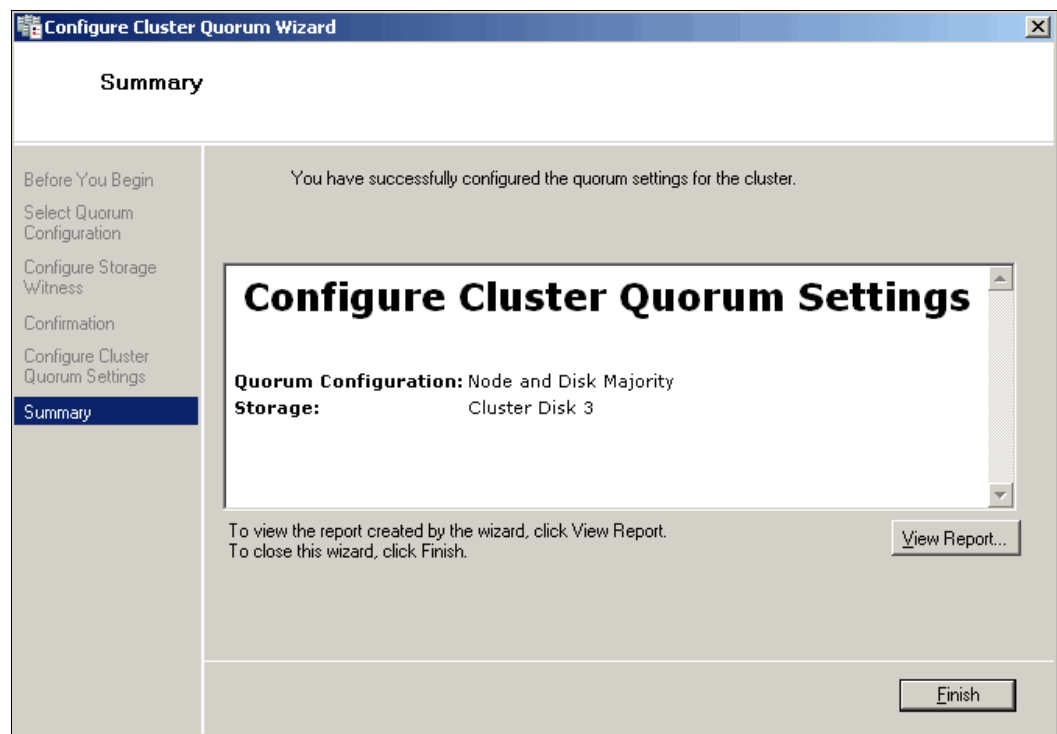 Configure Cluster Quorum Wizard
Summary
Before You Begin
Select Quorum
Configuration
Configure Storage
Witness
Confirmation
Configure Cluster
Quorum Settings
Summary
You have successfully configured the quorum settings for the cluster.
Configure Cluster Quorum Settings
Quorum Configuration: Node and Disk Majority
Storage: Cluster Disk 3
To view the report created by the wizard, click View Report.
To close this wizard, click Finish.
View Report...
Finish